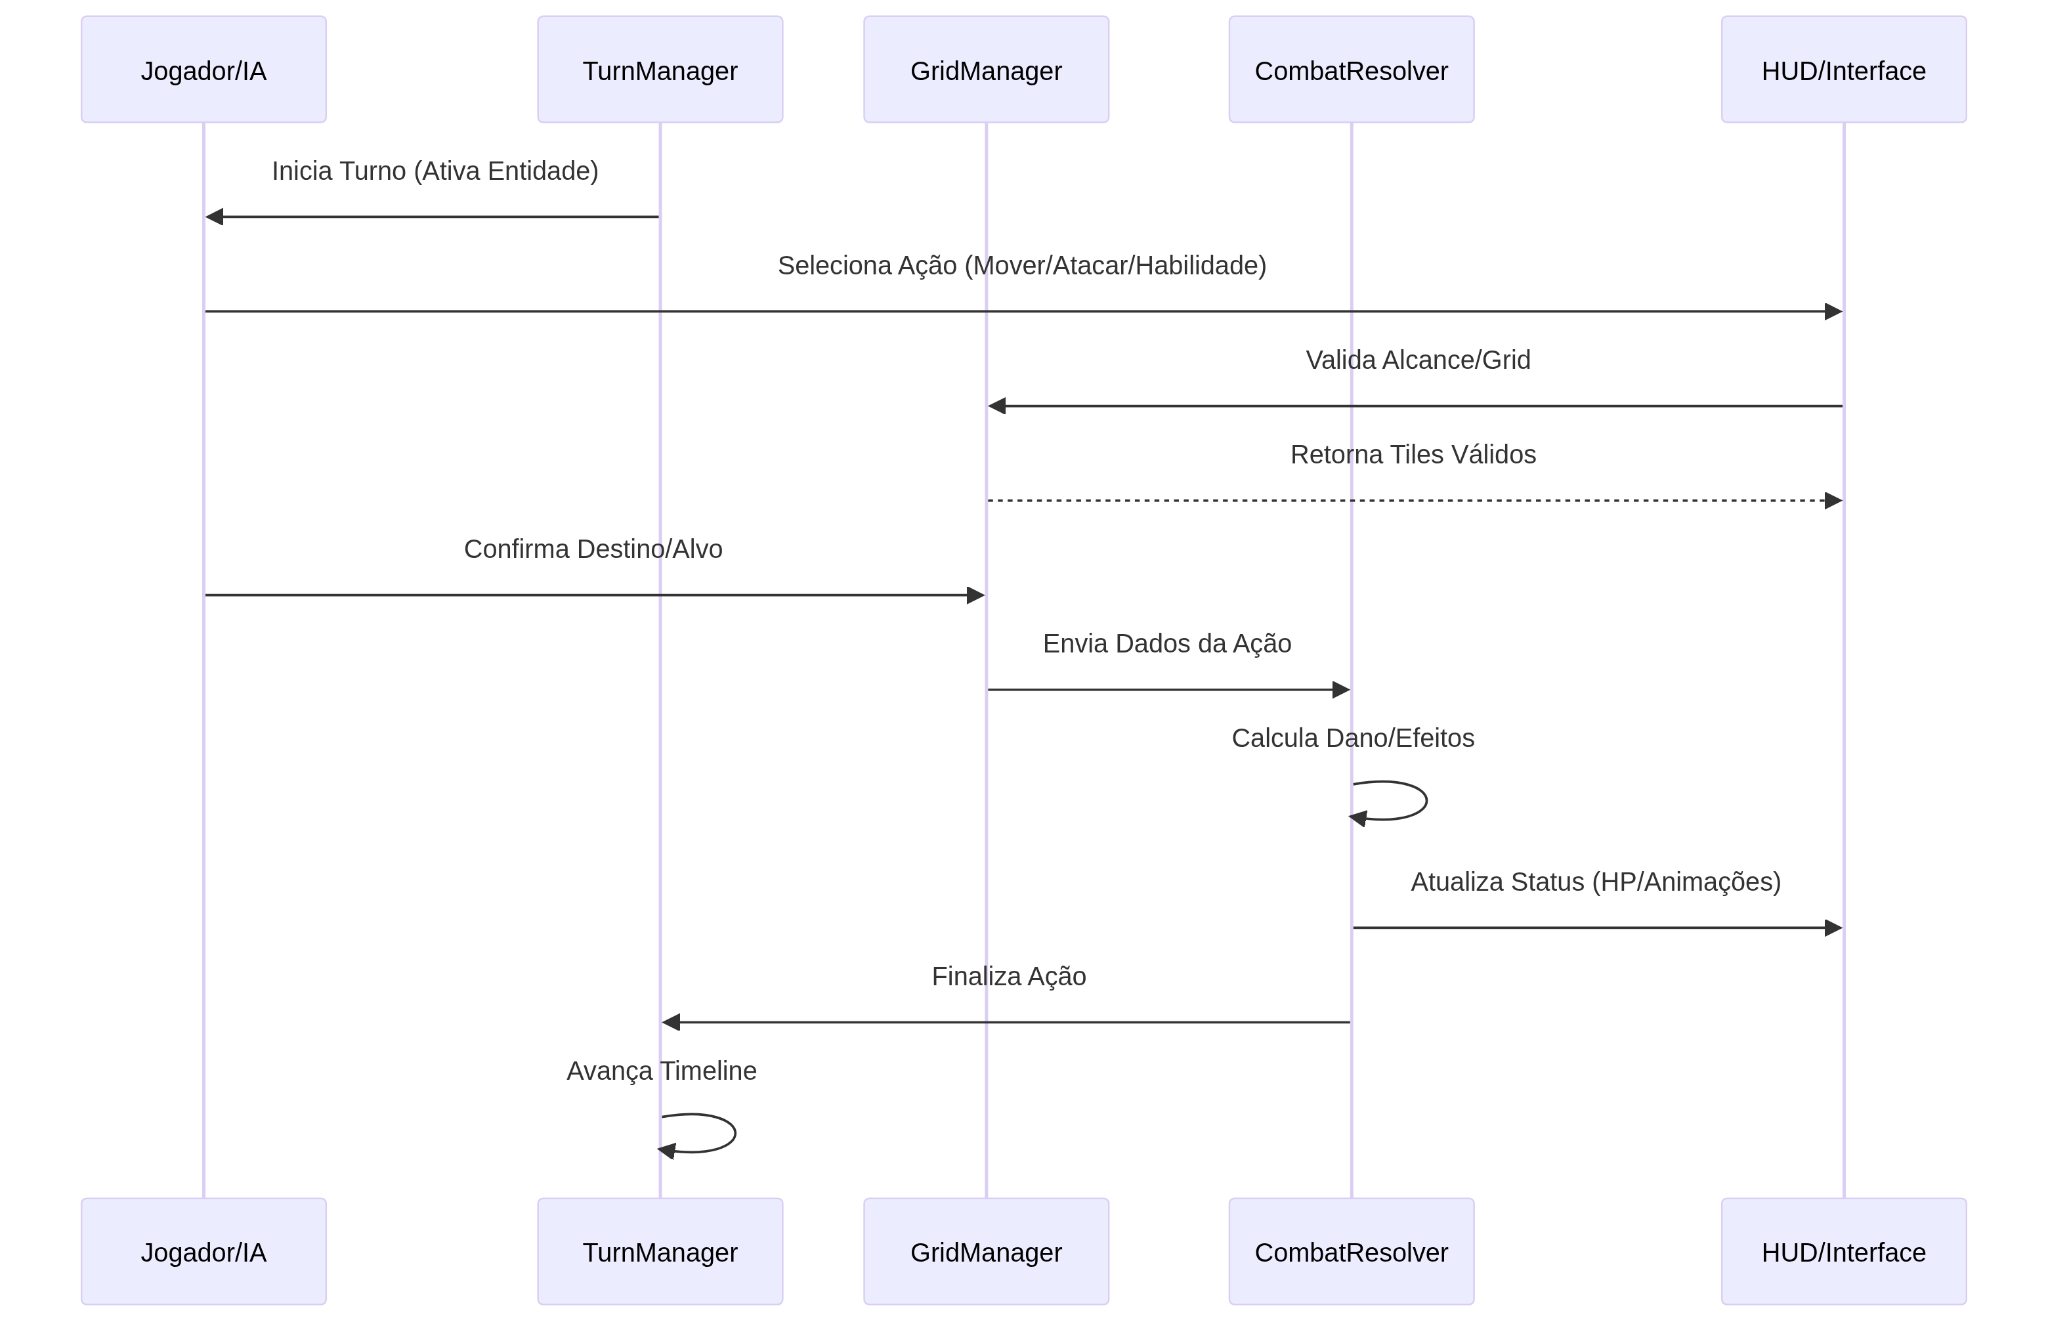 Jogador/IA
TurnManager
GridManager
CombatResolver
HUD/Interface
Inicia Turno (Ativa Entidade)
Seleciona Ação (Mover/Atacar/Habilidade)
Valida Alcance/Grid
Retorna Tiles Válidos
Confirma Destino/Alvo
Envia Dados da Ação
Calcula Dano/Efeitos
Atualiza Status (HP/Animações)
Finaliza Ação
Avança Timeline
Jogador/IA
TurnManager
GridManager
CombatResolver
HUD/Interface